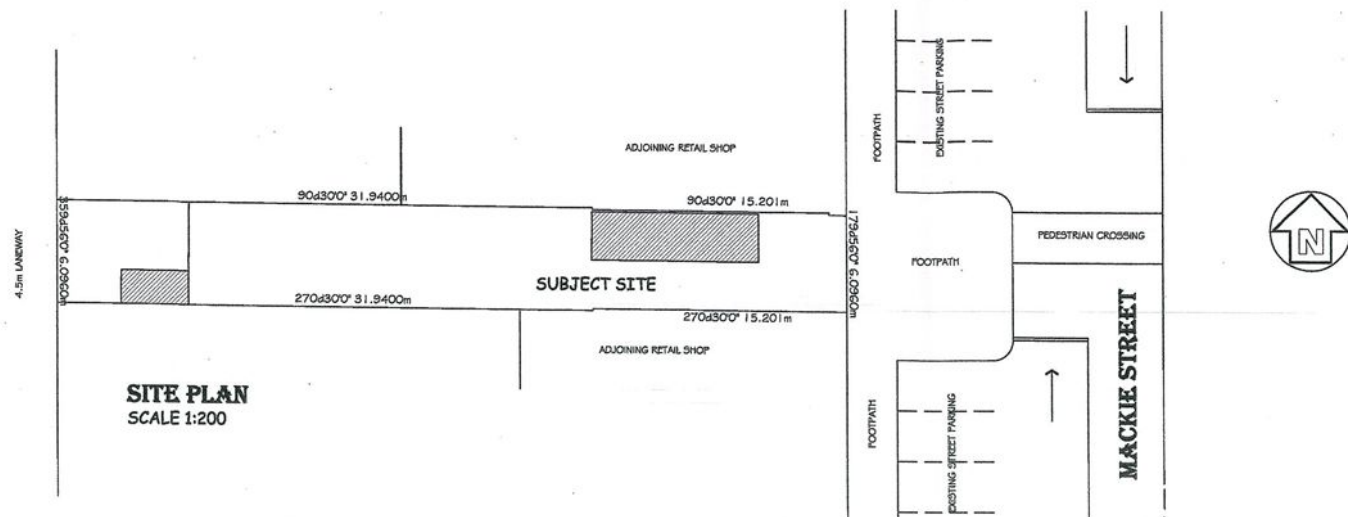 ADJOINING RETAIL SHOP
FOOTPATH
EXISTING STREET PARKING
90d30'0" 31.9400m
90d30'0" 15.201m
4.5m LANEWAY
359d56'0" 6.0960m
179d56'0" 6.0960m
FOOTPATH
PEDESTRIAN CROSSING
N
SUBJECT SITE
270d30'0" 31.9400m
270d30'0" 15.201m
ADJOINING RETAIL SHOP
SITE PLAN
SCALE 1:200
FOOTPATH
EXISTING STREET PARKING
MACKIE STREET